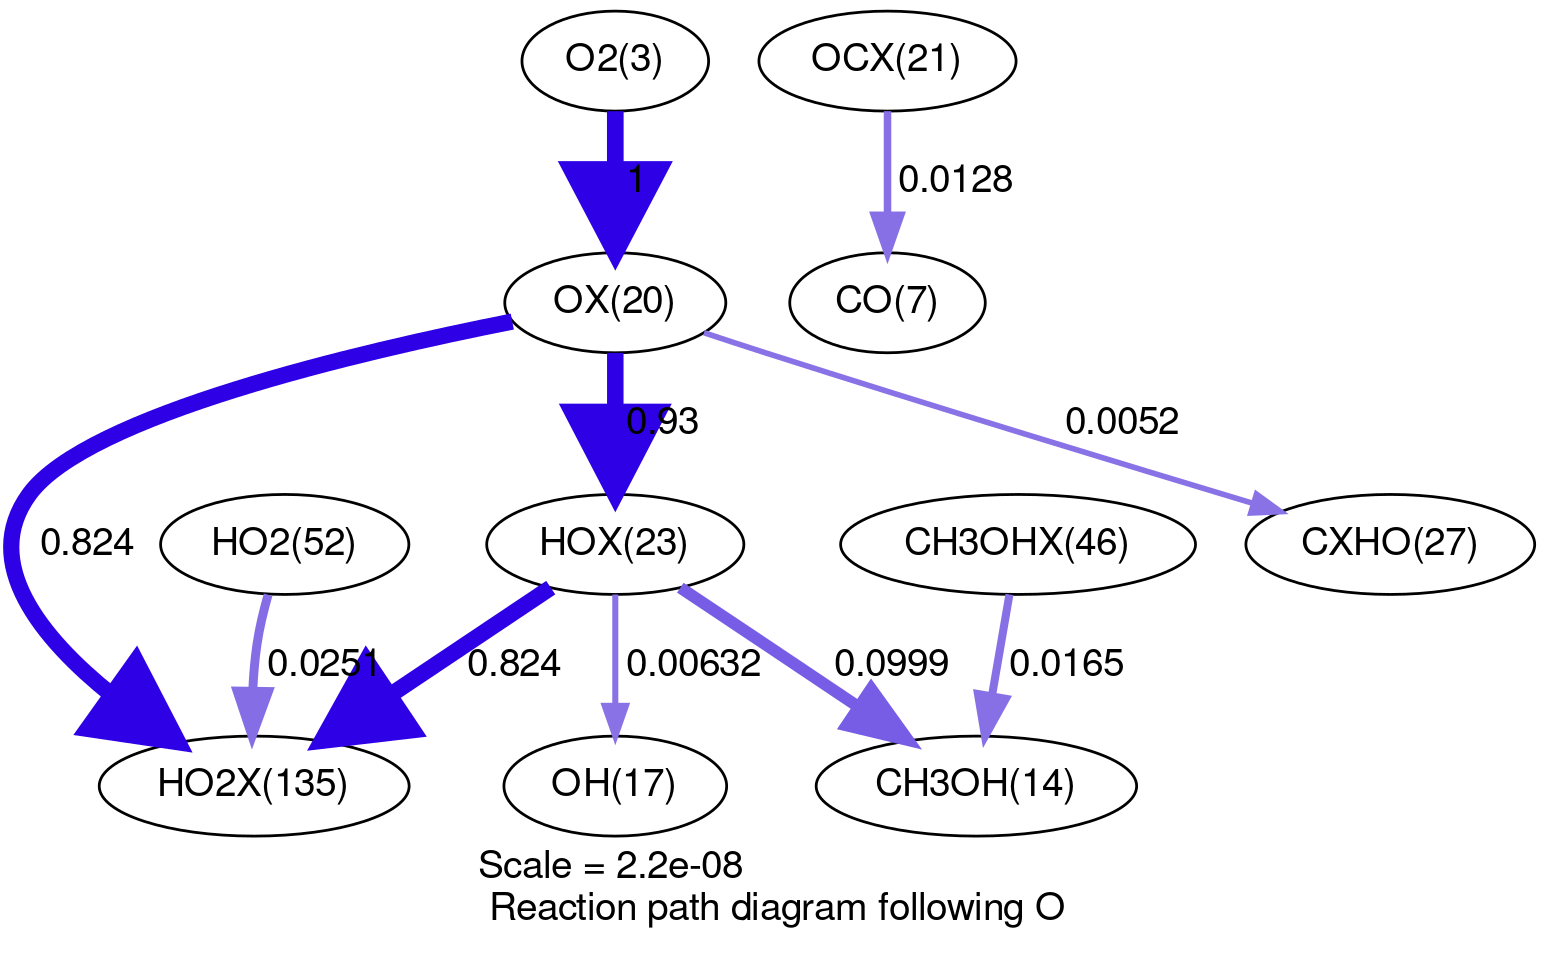 O2(3)
OCX(21)
1
0.0128
OX(20)
CO(7)
0.93
0.0052
0.824
HO2(52)
HOX(23)
CH3OHX(46)
CXHO(27)
0.0251
0.824
0.00632
0.0999
0.0165
HO2X(135)
OH(17)
CH3OH(14)
Scale = 2.2e-08
Reaction path diagram following O